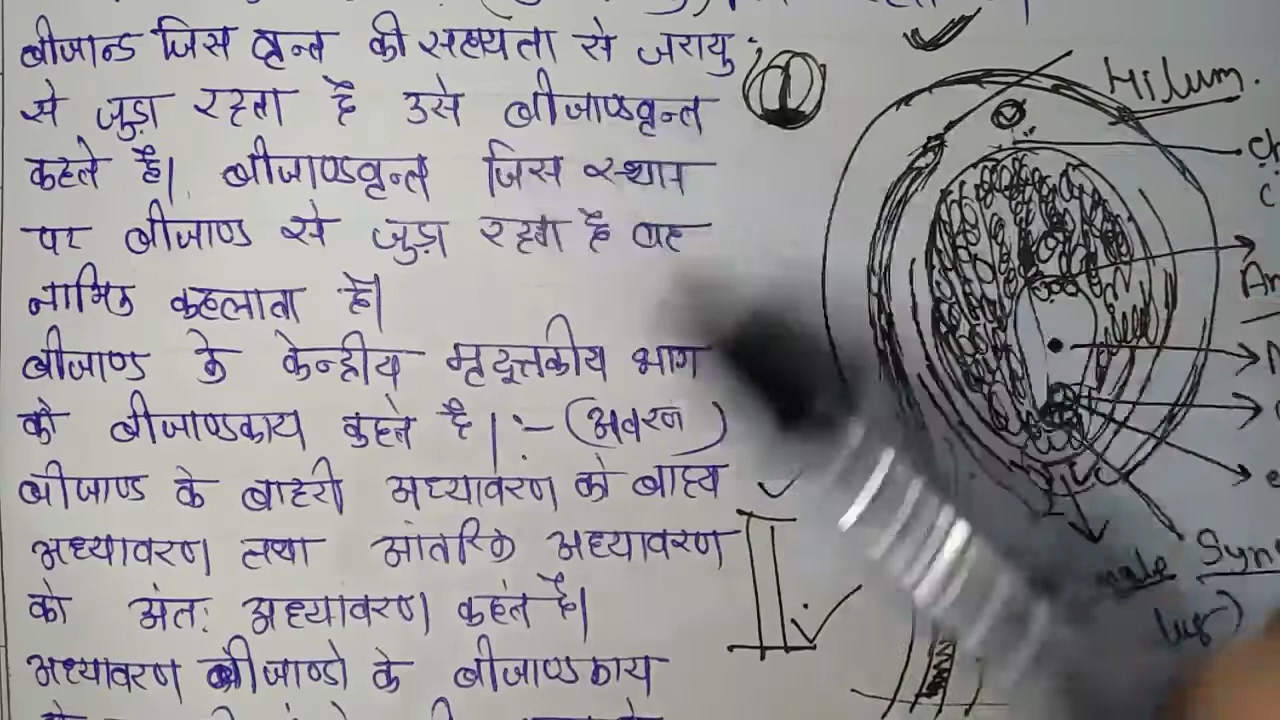 बीजान्ड जिस वृन्त की सहायता से जरायु
से जुड़ा रहता है उसे बीजाण्डवृन्त
कहते है। बीजाण्डवृन्त जिस स्थान
पर बीजाण्ड से जुड़ा रहता है वह
नाभिक कहलाता है।
बीजाण्ड के केन्द्रीय मृदूत्तकीय भाग
को बीजाण्डकाय कहते है। :- (अवरन)
बीजाण्ड के बाहरी अध्यावरण को बाह्य
अध्यावरण तथा आंतरिक अध्यावरण
को अंतः अध्यावरण कहते है।
अध्यावरण बीजाण्डो के बीजाण्डकाय
Hilum.
Syn